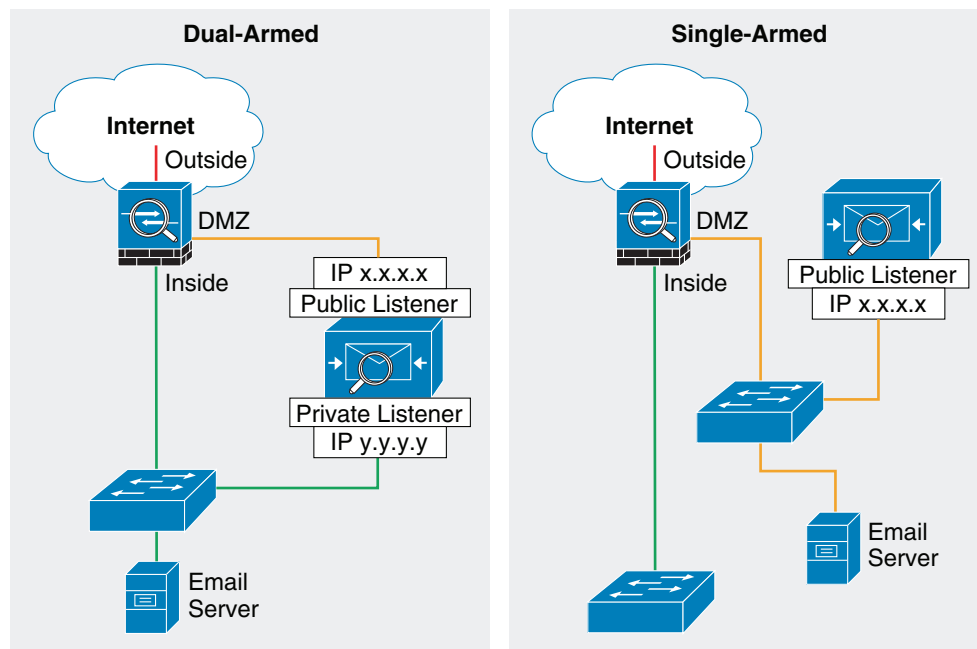 Dual-Armed
Internet
Outside
DMZ
Inside
IP x.x.x.x
Public Listener
Private Listener
IP y.y.y.y
Email
Server
Single-Armed
Internet
Outside
DMZ
Inside
Public Listener
IP x.x.x.x
Email
Server